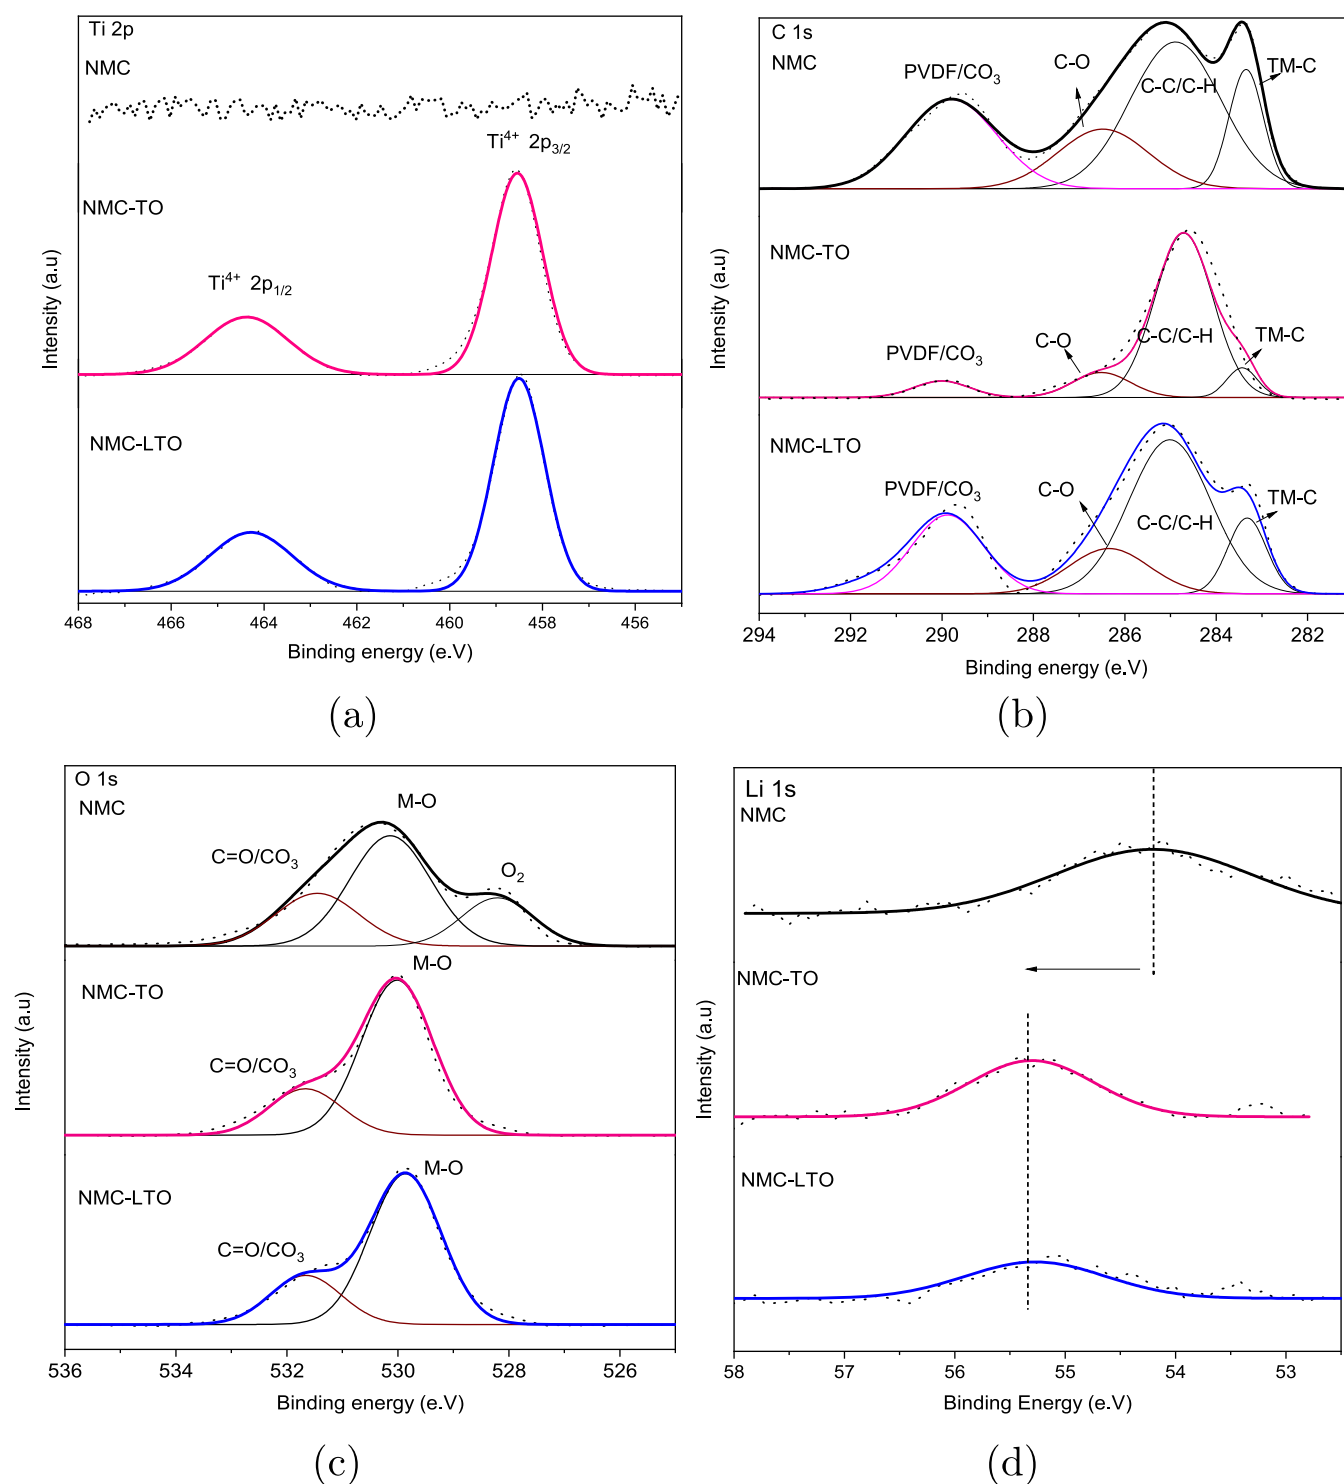 Ti 2p
NMC
Ti⁴⁺ 2p₃/₂
NMC-TO
Ti⁴⁺ 2p₁/₂
NMC-LTO
Intensity (a.u)
468 466 464 462 460 458 456
Binding energy (e.V)
(a)
C 1s
NMC
PVDF/CO₃
C-O
C-C/C-H
TM-C
NMC-TO
PVDF/CO₃
C-O
C-C/C-H
TM-C
NMC-LTO
PVDF/CO₃
C-O
C-C/C-H
TM-C
Intensity (a.u)
294 292 290 288 286 284 282
Binding energy (e.V)
(b)
O 1s
NMC
M-O
C=O/CO₃
O₂
NMC-TO
M-O
C=O/CO₃
NMC-LTO
M-O
C=O/CO₃
Intensity (a.u)
536 534 532 530 528 526
Binding energy (e.V)
(c)
Li 1s
NMC
NMC-TO
NMC-LTO
Intensity (a.u)
58 57 56 55 54 53
Binding Energy (e.V)
(d)